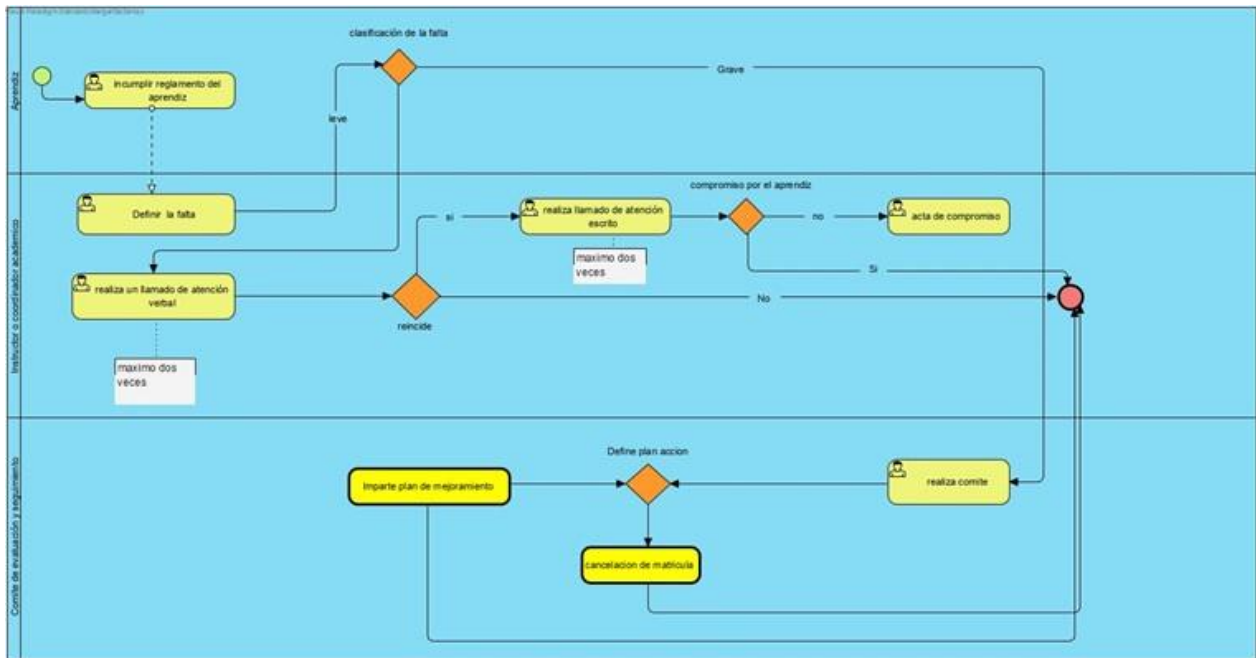 clasificación de la falta
Aprendiz
incumplir reglamento del
aprendiz
Grave
leve
Instructor o coordinador academico
Definir la falta
realiza un llamado de atención
verbal
maximo dos
veces
reincide
si
realiza llamado de atención
escrito
maximo dos
veces
compromiso por el aprendiz
no
acta de compromiso
Si
No
Comite de evaluación y seguimiento
Define plan accion
Imparte plan de mejoramiento
realiza comite
cancelacion de matricula